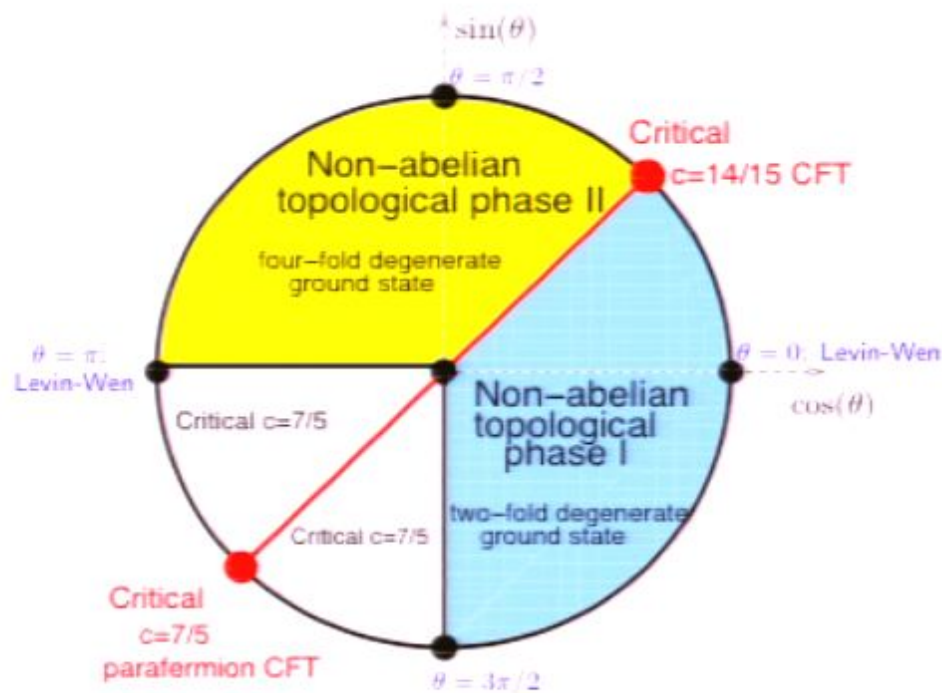 sin(θ)
θ = π/2
Critical
c=14/15 CFT
Non-abelian
topological phase II
four-fold degenerate
ground state
θ = π:
Levin-Wen
θ = 0: Levin-Wen
cos(θ)
Critical c=7/5
Non-abelian
topological
phase I
two-fold degenerate
ground state
Critical c=7/5
Critical
c=7/5
parafermion CFT
θ = 3π/2